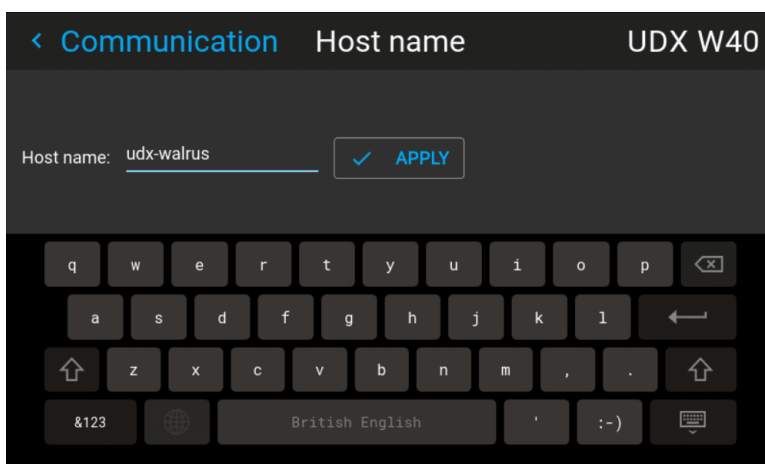 Communication Host name UDX W40
Host name: udx-walrus APPLY
q w e r t y u i o p
a s d f g h j k l
z x c v b n m , .
&123 British English ' :-)